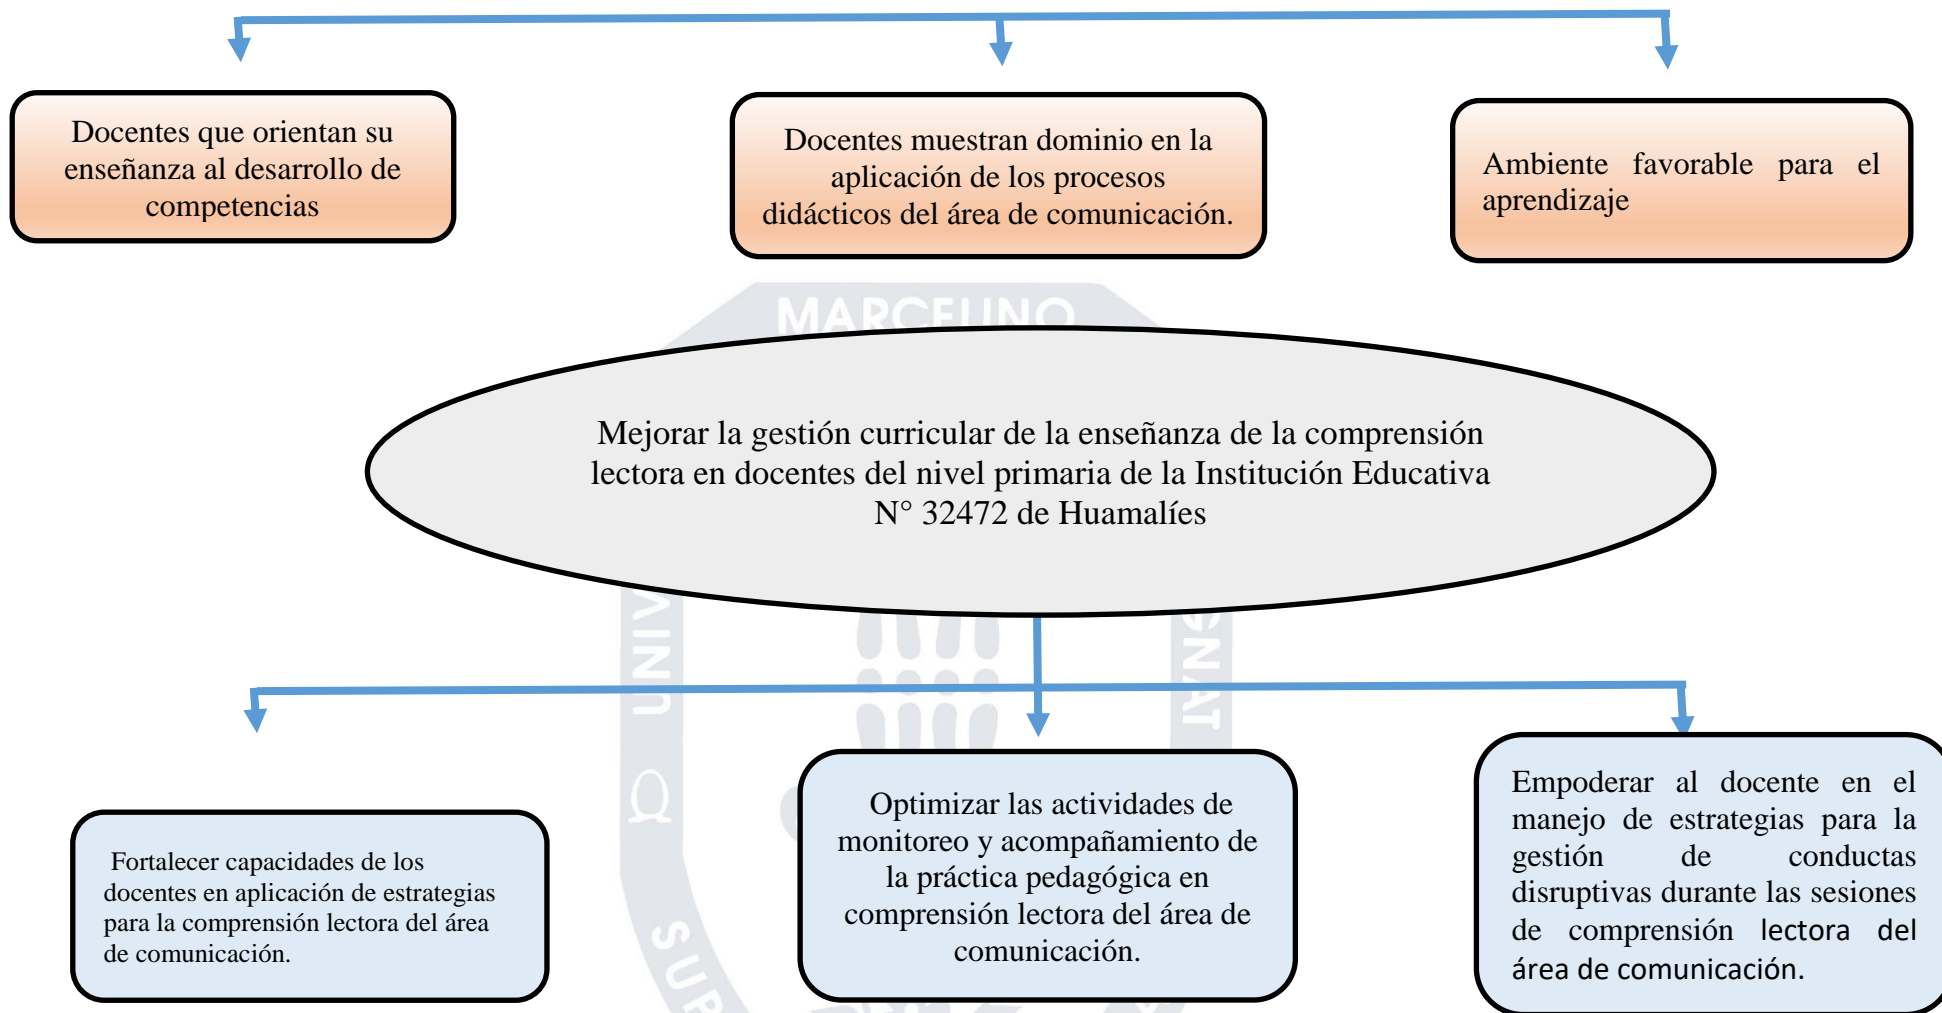 Docentes que orientan su
enseñanza al desarrollo de
competencias
Docentes muestran dominio en la
aplicación de los procesos
didácticos del área de comunicación.
Ambiente favorable para el
aprendizaje
MARCELINO
Mejorar la gestión curricular de la enseñanza de la comprensión
lectora en docentes del nivel primaria de la Institución Educativa
N° 32472 de Huamalíes
Fortalecer capacidades de los
docentes en aplicación de estrategias
para la comprensión lectora del área
de comunicación.
Optimizar las actividades de
monitoreo y acompañamiento de
la práctica pedagógica en
comprensión lectora del área de
comunicación.
Empoderar al docente en el
manejo de estrategias para la
gestión de conductas
disruptivas durante las sesiones
de comprensión lectora del
área de comunicación.